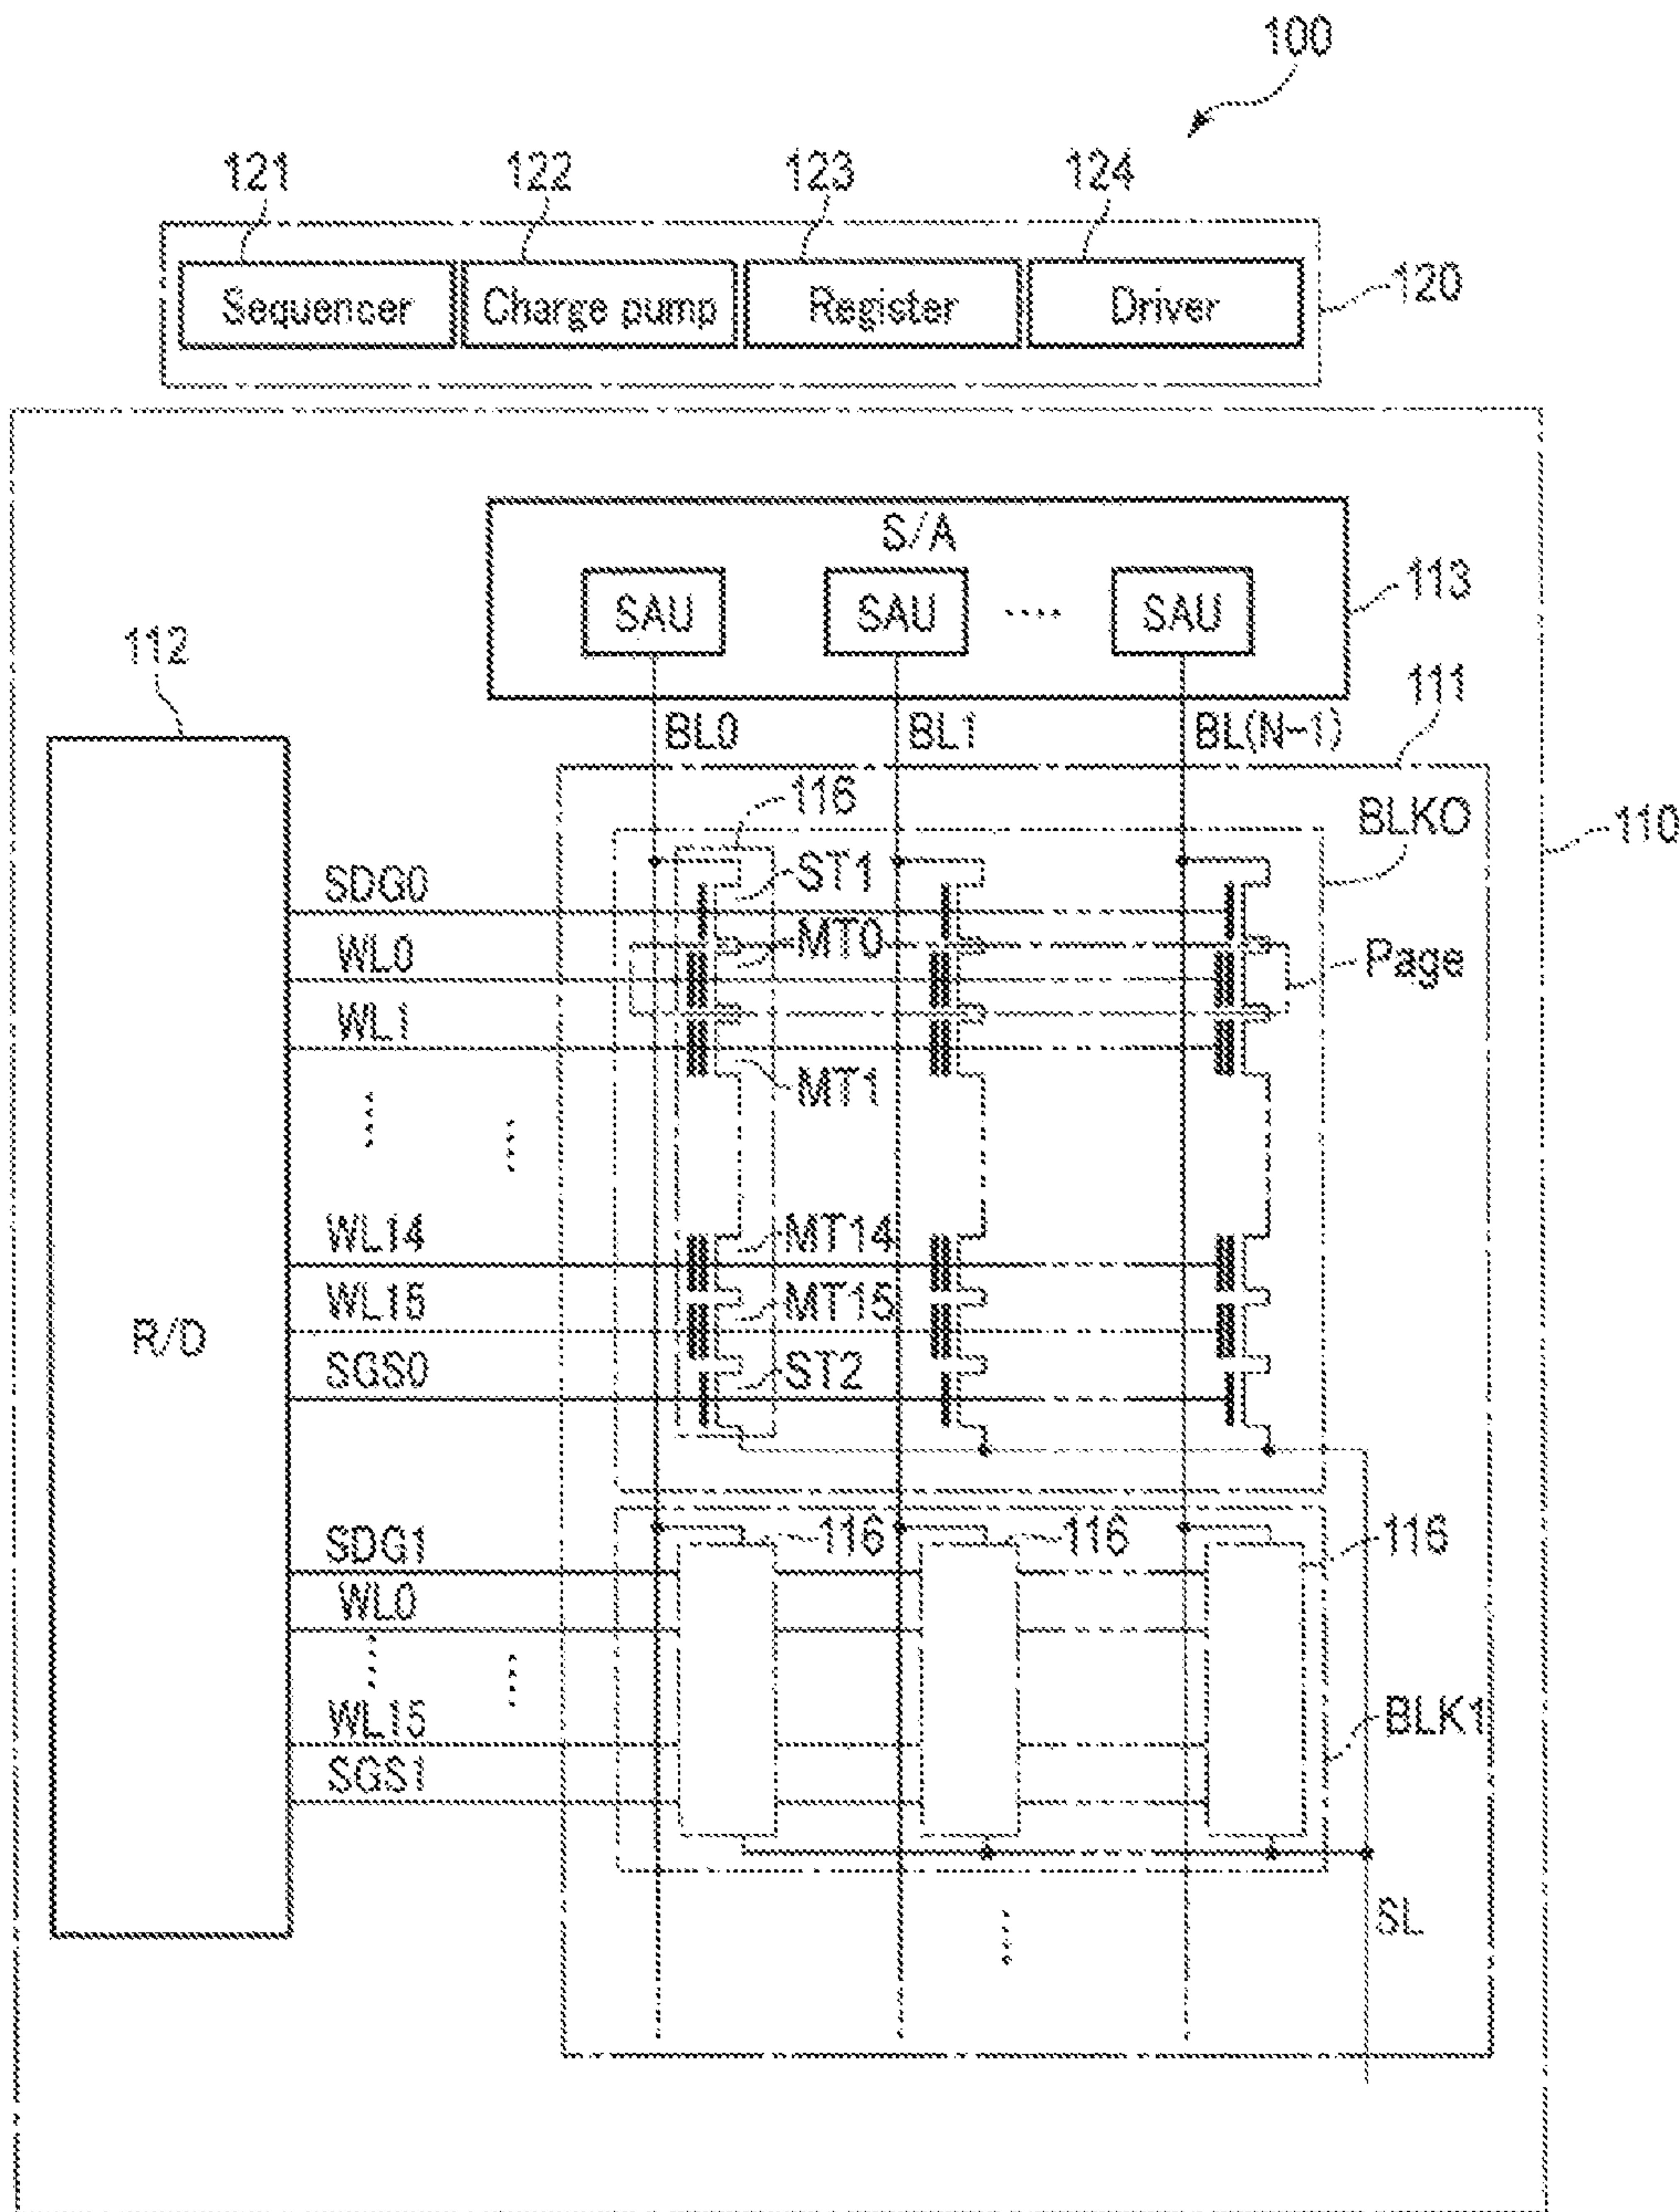 100
121 122 123 124
Sequencer Charge pump Register Driver
120
S/A
SAU SAU SAU
113
112
111
BL0 BL1 BL(N-1)
116
BLKO
110
SDG0 ST1
WL0 MT0
Page
WL1
MT1
WL14 MT14
WL15 MT15
R/D
SGS0 ST2
SDG1 116 116 116
WL0
WL15
BLK1
SGS1
SL